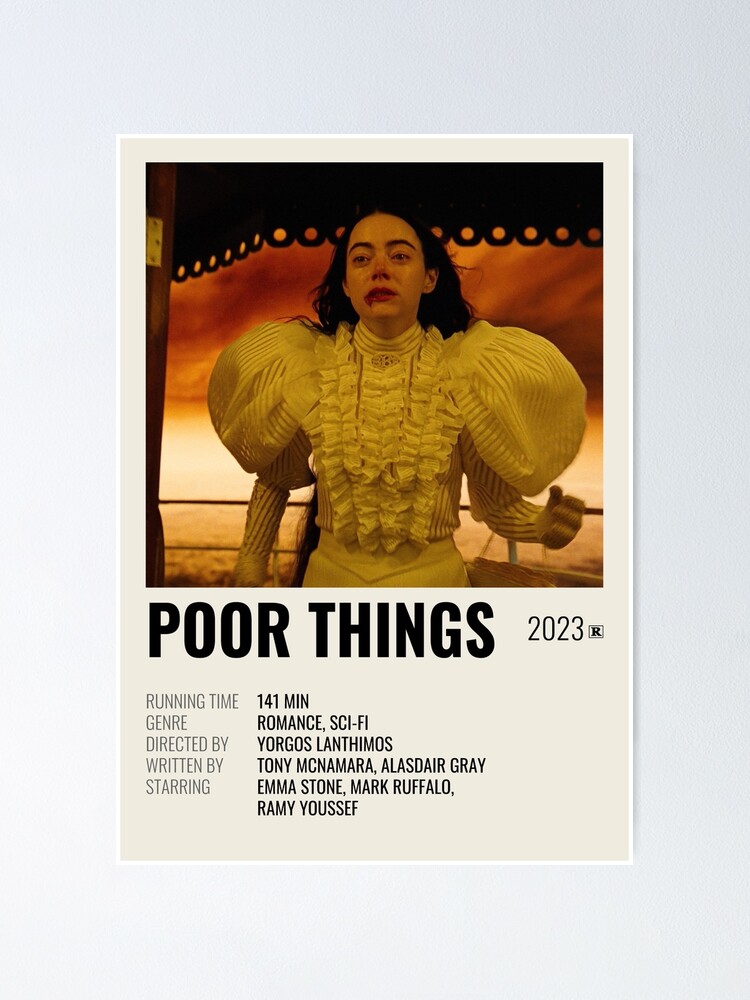 POOR THINGS 2023 R
RUNNING TIME 141 MIN
GENRE ROMANCE, SCI-FI
DIRECTED BY YORGOS LANTHIMOS
WRITTEN BY TONY MCNAMARA, ALASDAIR GRAY
STARRING EMMA STONE, MARK RUFFALO,
RAMY YOUSSEF